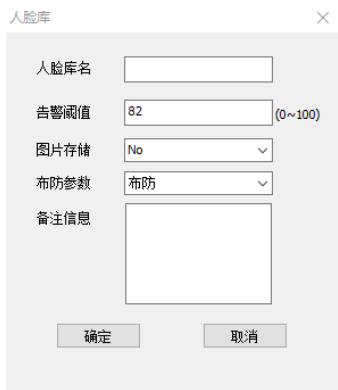 人脸库
人脸库名
告警阈值 82 (0~100)
图片存储 No
布防参数 布防
备注信息
确定 取消